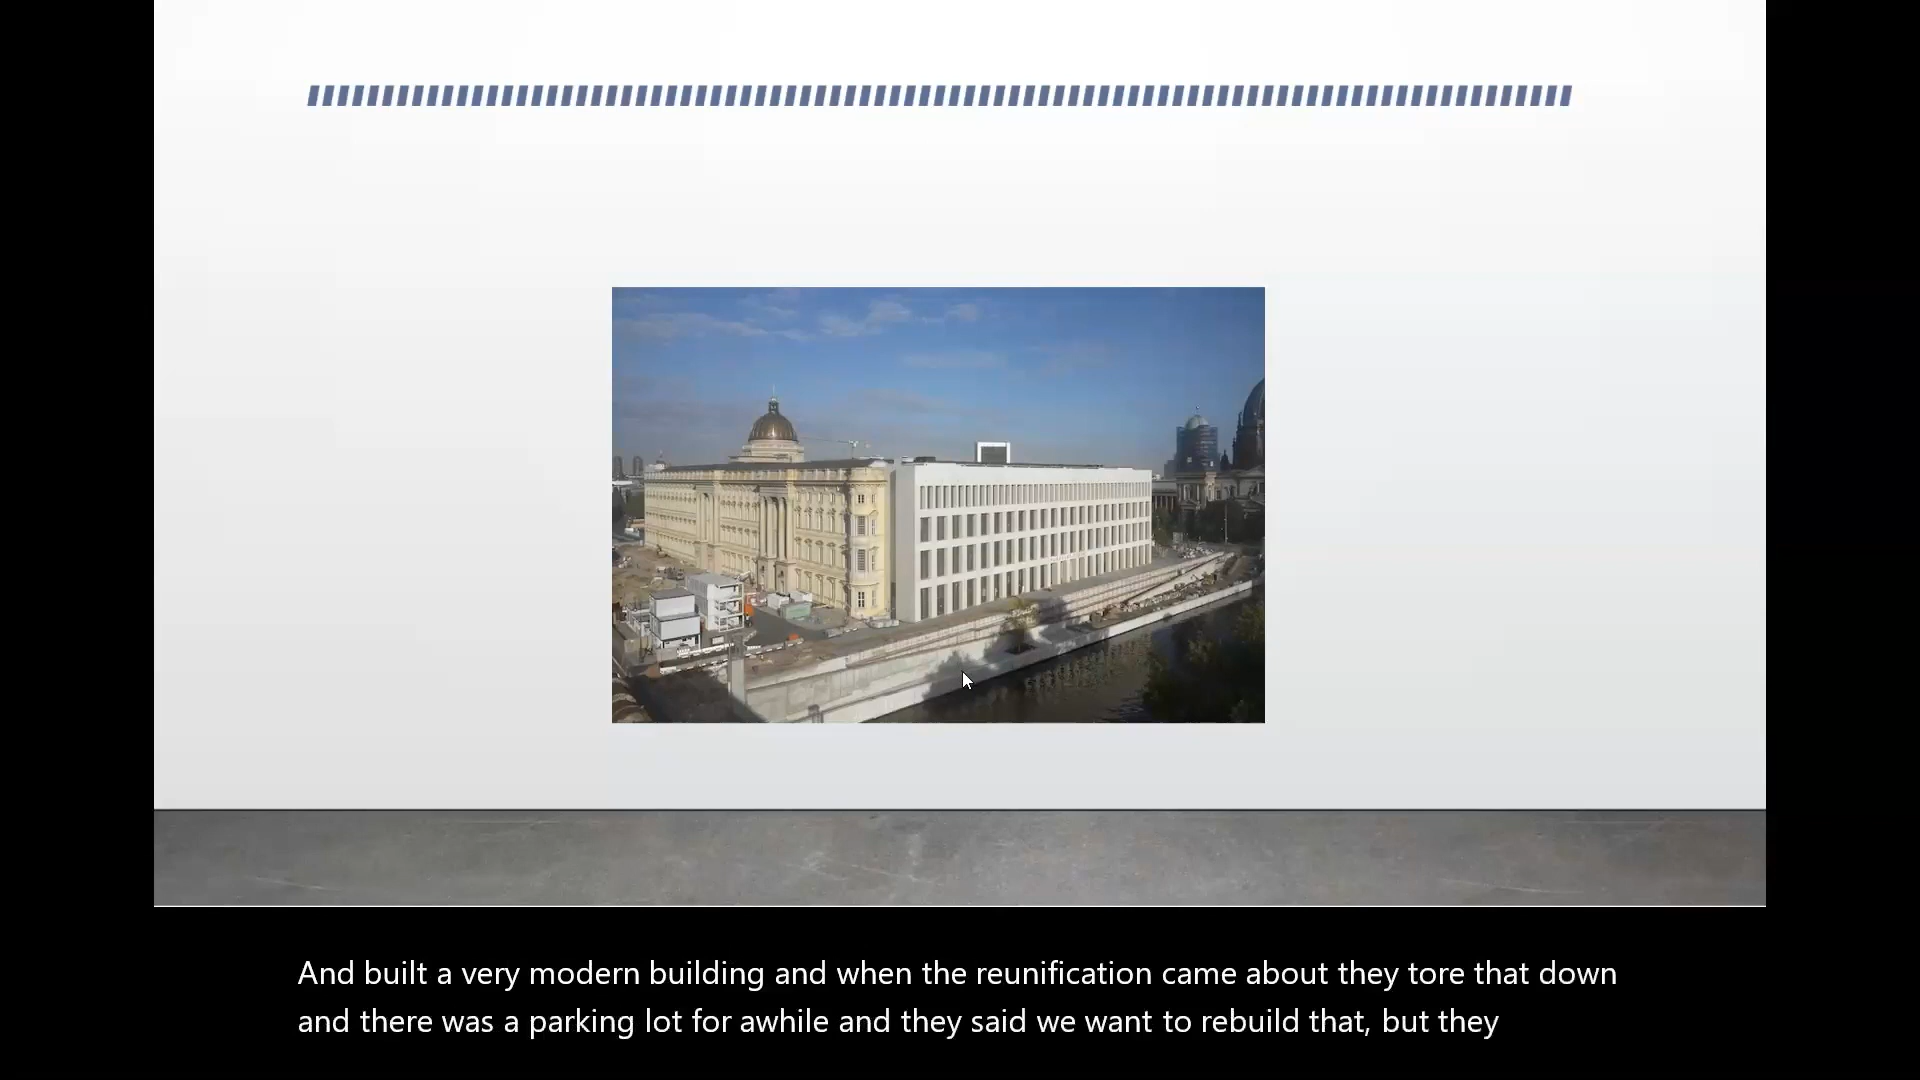 And built a very modern building and when the reunification came about they tore that down
and there was a parking lot for awhile and they said we want to rebuild that, but they